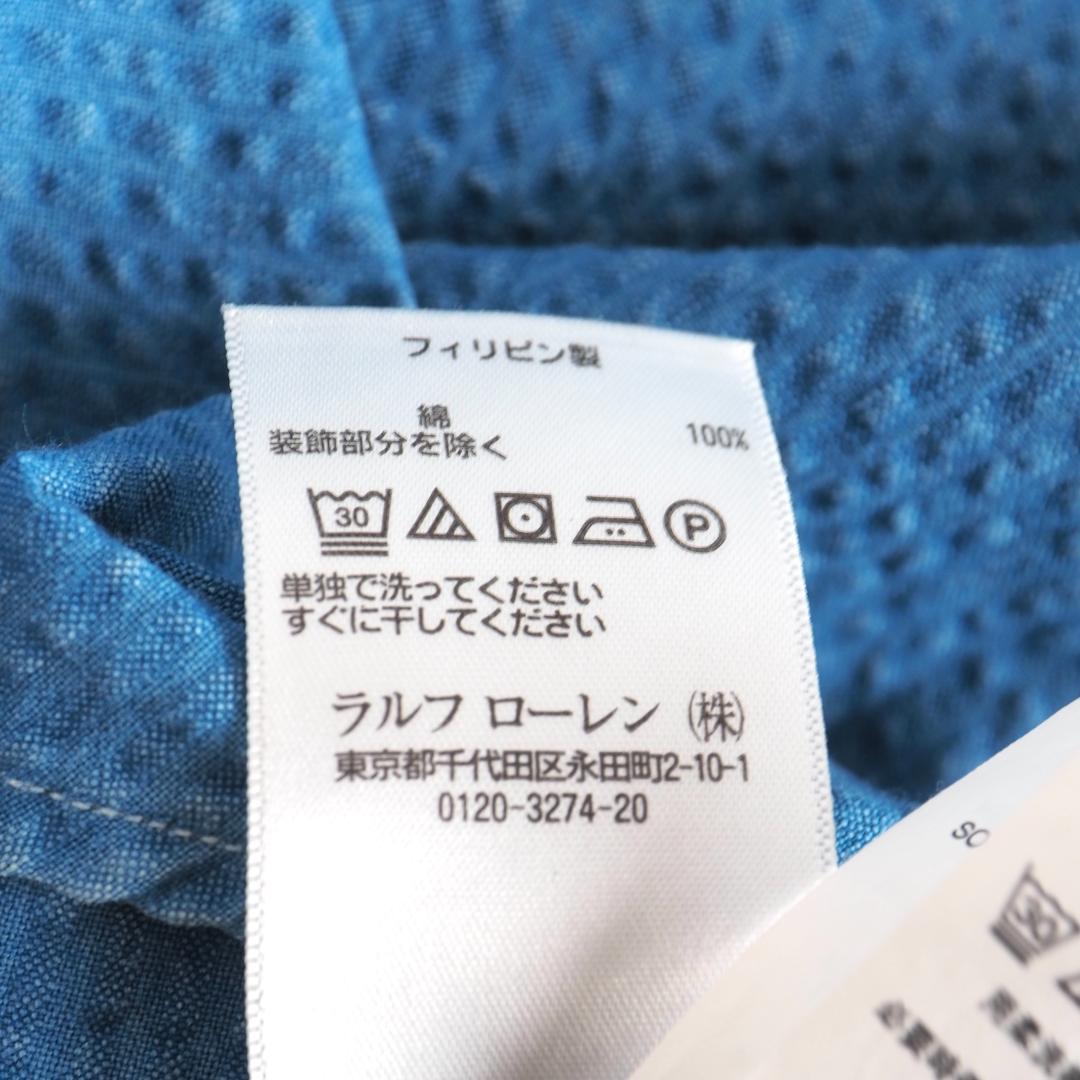 フィリピン製
綿
装飾部分を除く 100%
30 P
単独で洗ってください
すぐに干してください
ラルフ ローレン ㈱
東京都千代田区永田町2-10-1
0120-3274-20